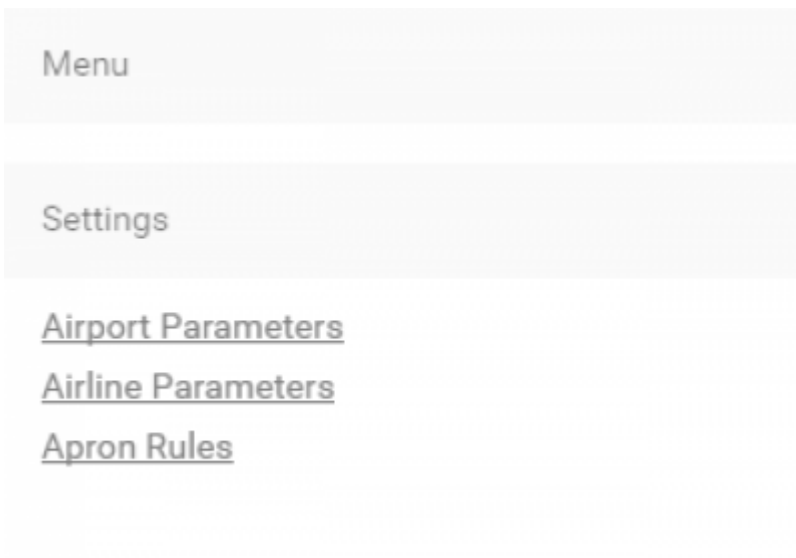 Menu
Settings
Airport Parameters
Airline Parameters
Apron Rules